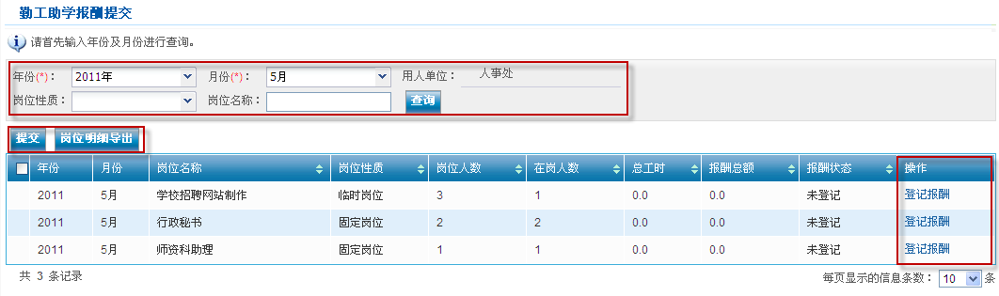 勤工助学报酬提交
请首先输入年份及月份进行查询。
年份(*)： 2011年 月份(*)： 5月 用人单位： 人事处
岗位性质： 岗位名称： 查询
提交 岗位明细导出
年份 月份 岗位名称 岗位性质 岗位人数 在岗人数 总工时 报酬总额 报酬状态 操作
2011 5月 学校招聘网站制作 临时岗位 3 1 0.0 0.0 未登记 登记报酬
2011 5月 行政秘书 固定岗位 2 2 0.0 0.0 未登记 登记报酬
2011 5月 师资科助理 固定岗位 1 1 0.0 0.0 未登记 登记报酬
共 3 条记录 每页显示的信息条数： 10 条